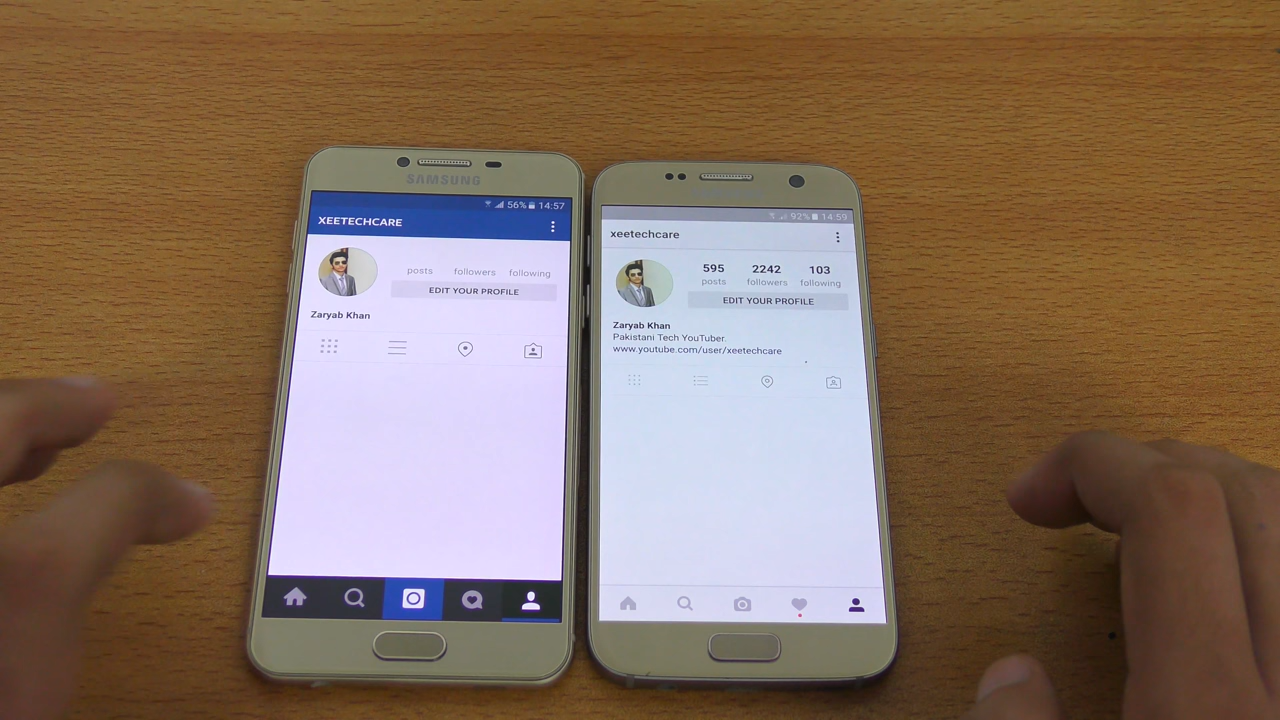 SAMSUNG
56% 14:57
XEETECHCARE
posts followers following
EDIT YOUR PROFILE
Zaryab Khan
92% 14:59
xeetechcare
595 2242 103
posts followers following
EDIT YOUR PROFILE
Zaryab Khan
Pakistani Tech YouTuber.
www.youtube.com/user/xeetechcare